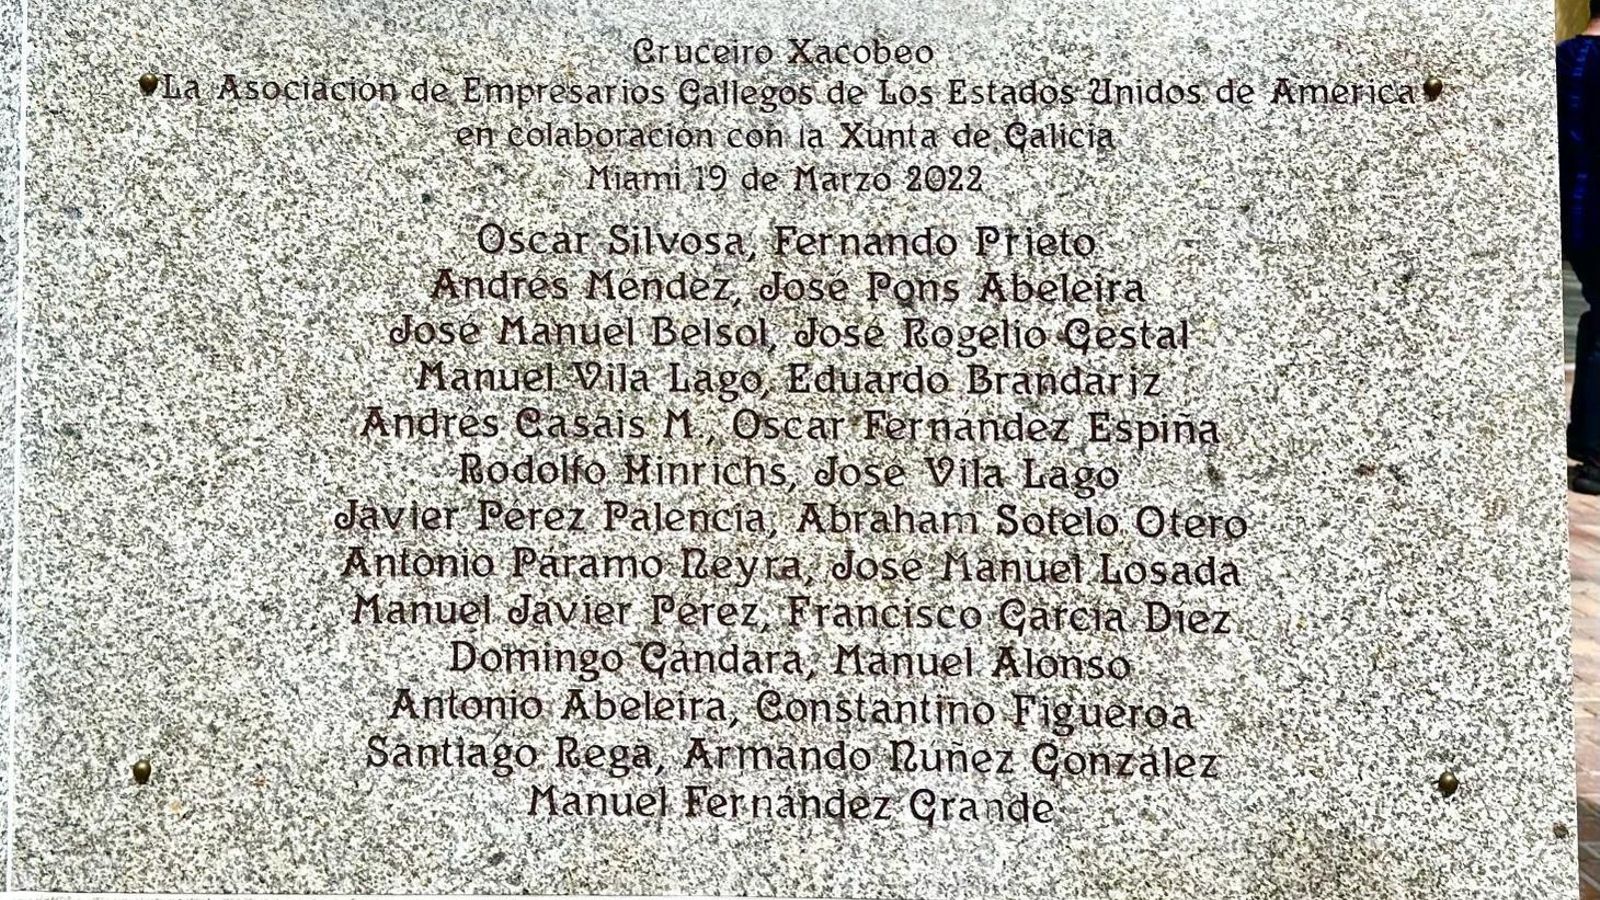 Cruceiro Xacobeo
La Asociación de Empresarios Gallegos de Los Estados Unidos de América
en colaboración con la Xunta de Galicia
Miami 19 de Marzo 2022
Oscar Silvosa, Fernando Prieto
Andrés Méndez, José Pons Abeleira
José Manuel Belsol, José Rogelio Gestal
Manuel Vila Lago, Eduardo Brandariz
Andrés Casais M., Oscar Fernández Espiña
Rodolfo Hinrichs, José Vila Lago
Javier Pérez Palencia, Abraham Sotelo Otero
Antonio Paramo Neyra, José Manuel Losada
Manuel Javier Pérez, Francisco García Díez
Domingo Gándara, Manuel Alonso
Antonio Abeleira, Constantino Figueroa
Santiago Rega, Armando Nuñez González
Manuel Fernández Grande